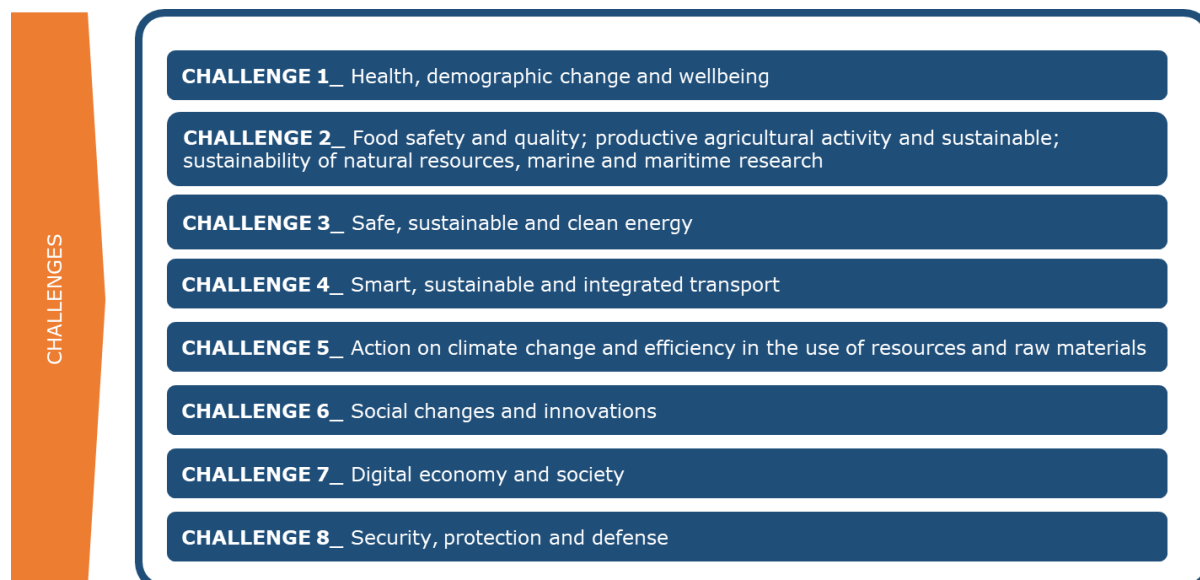 CHALLENGES
CHALLENGE 1_ Health, demographic change and wellbeing
CHALLENGE 2_ Food safety and quality; productive agricultural activity and sustainable;
sustainability of natural resources, marine and maritime research
CHALLENGE 3_ Safe, sustainable and clean energy
CHALLENGE 4_ Smart, sustainable and integrated transport
CHALLENGE 5_ Action on climate change and efficiency in the use of resources and raw materials
CHALLENGE 6_ Social changes and innovations
CHALLENGE 7_ Digital economy and society
CHALLENGE 8_ Security, protection and defense